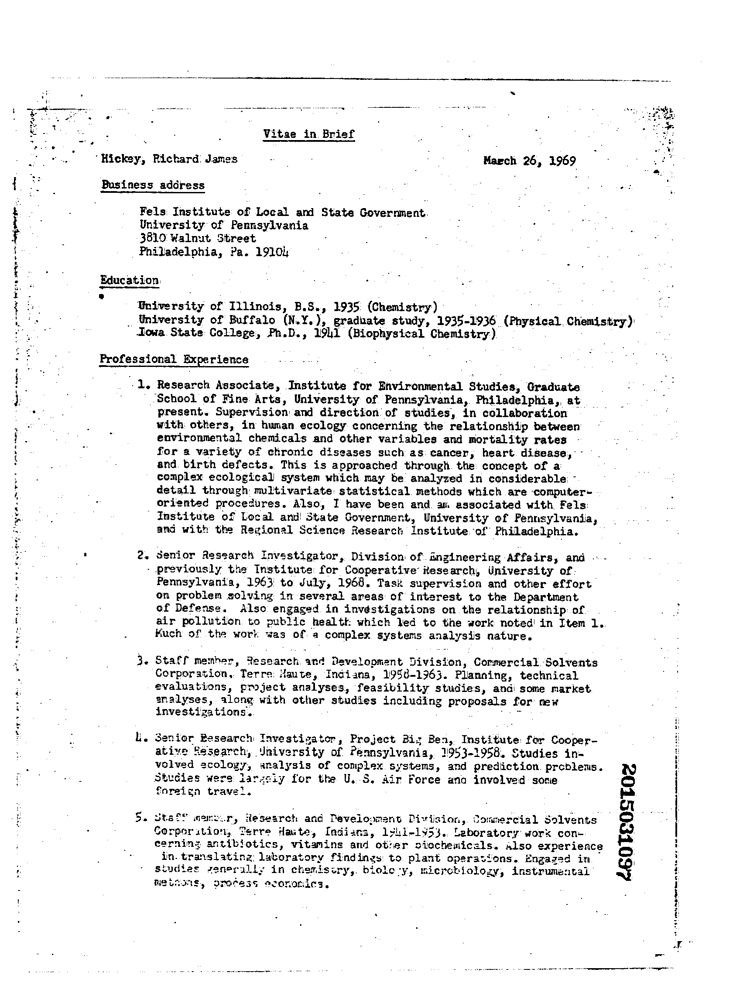 Vitae in Brief
Hickey, Richard James March 26, 1969
Business address
Fels Institute of Local and State Government
University of Pennsylvania
3810 Walnut Street
Philadelphia, Pa. 19104
Education
University of Illinois, B.S., 1935 (Chemistry)
University of Buffalo (N.Y.), graduate study, 1935-1936 (Physical Chemistry)
Iowa State College, Ph.D., 1941 (Biophysical Chemistry)
Professional Experience
1. Research Associate, Institute for Environmental Studies, Graduate
School of Fine Arts, University of Pennsylvania, Philadelphia, at
present. Supervision and direction of studies, in collaboration
with others, in human ecology concerning the relationship between
environmental chemicals and other variables and mortality rates
for a variety of chronic diseases such as cancer, heart disease,
and birth defects. This is approached through the concept of a
complex ecological system which may be analyzed in considerable
detail through multivariate statistical methods which are computer-
oriented procedures. Also, I have been and am associated with Fels
Institute of Local and State Government, University of Pennsylvania,
and with the Regional Science Research Institute of Philadelphia.
2. Senior Research Investigator, Division of Engineering Affairs, and
previously the Institute for Cooperative Research, University of
Pennsylvania, 1963 to July, 1968. Task supervision and other effort
on problem solving in several areas of interest to the Department
of Defense. Also engaged in investigations on the relationship of
air pollution to public health which led to the work noted in Item 1.
Kuch of the work was of a complex systems analysis nature.
3. Staff member, Research and Development Division, Commercial Solvents
Corporation, Terre Haute, Indiana, 1958-1963. Planning, technical
evaluations, project analyses, feasibility studies, and some market
analyses, along with other studies including proposals for new
investigations.
4. Senior Research Investigator, Project Big Ben, Institute for Cooper-
ative Research, University of Pennsylvania, 1953-1958. Studies in-
volved ecology, analysis of complex systems, and prediction problems.
Studies were largely for the U. S. Air Force and involved some
foreign travel.
5. Staff member, Research and Development Division, Commercial Solvents
Corporation, Terre Haute, Indiana, 1941-1953. Laboratory work con-
cerning antibiotics, vitamins and other biochemicals. Also experience
in translating laboratory findings to plant operations. Engaged in
studies generally in chemistry, biology, microbiology, instrumental
methods, process economics.
2015031097